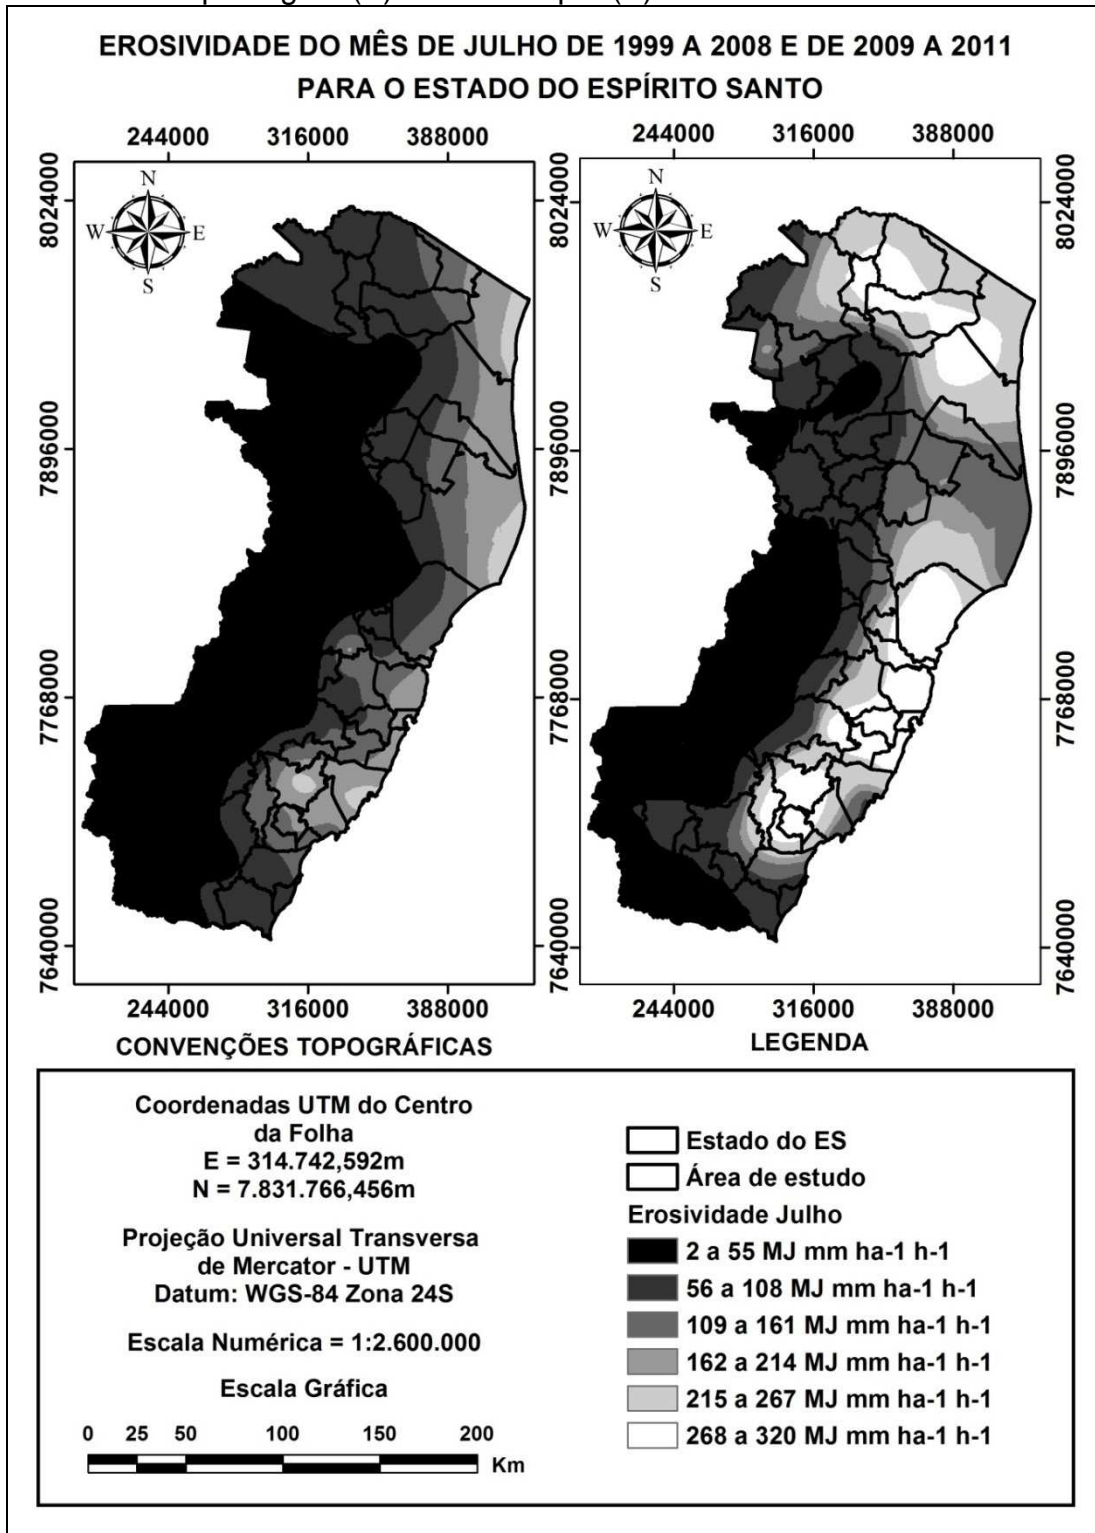 EROSIVIDADE DO MÊS DE JULHO DE 1999 A 2008 E DE 2009 A 2011
PARA O ESTADO DO ESPÍRITO SANTO
244000 316000 388000
244000 316000 388000
8024000
8024000
8024000
N
W E
S
N
W E
S
7896000
7896000
7896000
7768000
7768000
7768000
7640000
7640000
7640000
244000 316000 388000
244000 316000 388000
CONVENÇÕES TOPOGRÁFICAS
LEGENDA
Coordenadas UTM do Centro
da Folha
E = 314.742,592m
N = 7.831.766,456m
Projeção Universal Transversa
de Mercator - UTM
Datum: WGS-84 Zona 24S
Escala Numérica = 1:2.600.000
Escala Gráfica
0 25 50 100 150 200
Km
Estado do ES
Área de estudo
Erosividade Julho
2 a 55 MJ mm ha-1 h-1
56 a 108 MJ mm ha-1 h-1
109 a 161 MJ mm ha-1 h-1
162 a 214 MJ mm ha-1 h-1
215 a 267 MJ mm ha-1 h-1
268 a 320 MJ mm ha-1 h-1